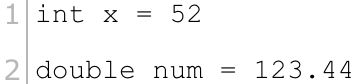 1 int x = 52
2 double num = 123.44